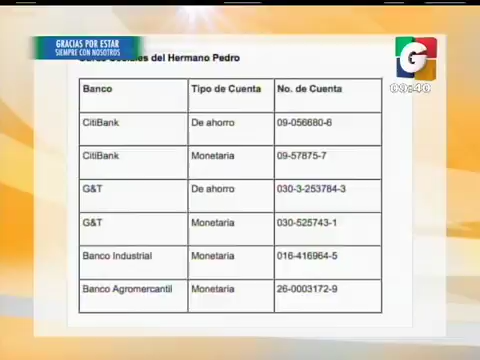 GRACIAS POR ESTAR
SIEMPRE CON NOSOTROS
Sociales del Hermano Pedro
G
09:40
Banco Tipo de Cuenta No. de Cuenta
CitiBank De ahorro 09-056680-6
CitiBank Monetaria 09-57875-7
G&T De ahorro 030-3-253784-3
G&T Monetaria 030-525743-1
Banco Industrial Monetaria 016-416964-5
Banco Agromercantil Monetaria 26-0003172-9